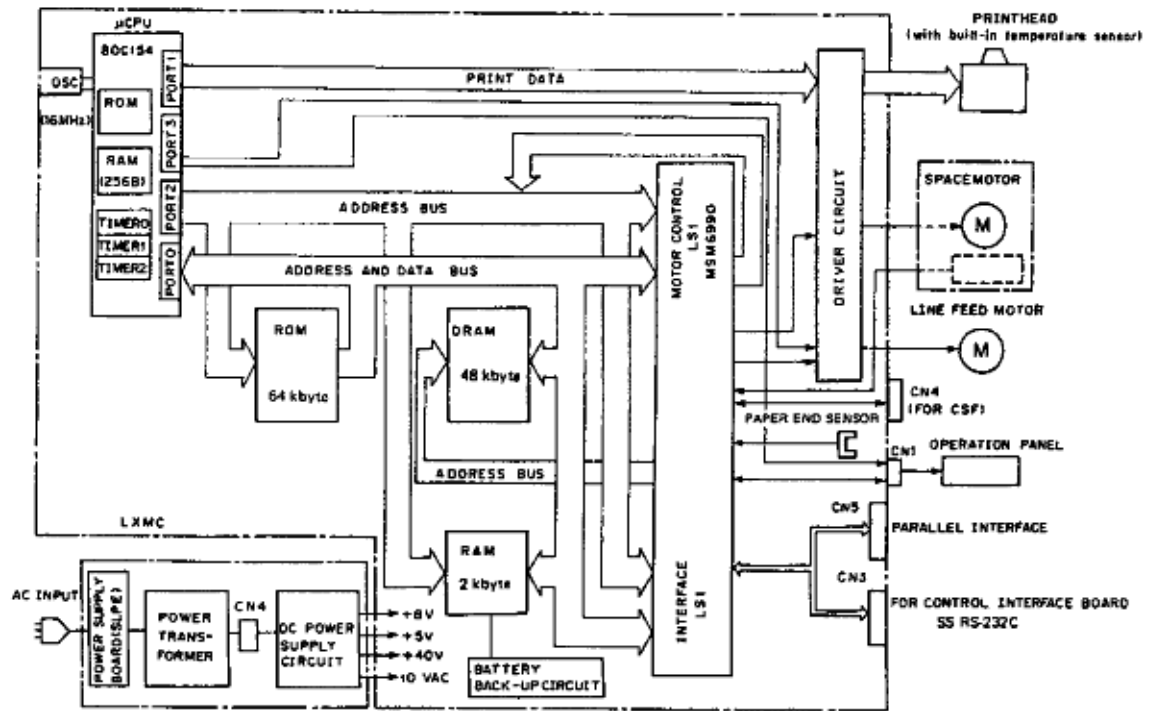 μCPU
80C154
OSC
(16MHz)
ROM
RAM
(256B)
TIMER0
TIMER1
TIMER2
PORT1
PORT 3
PORT2
PORT0
PRINT DATA
ADDRESS BUS
ADDRESS AND DATA BUS
ROM
64 kbyte
DRAM
48 kbyte
ADDRESS BUS
RAM
2 kbyte
BATTERY
BACK-UP CIRCUIT
MOTOR CONTROL
LSI
MSM6990
INTERFACE
LSI
DRIVER CIRCUIT
PRINTHEAD
(with built-in temperature sensor)
SPACEMOTOR
M
LINE FEED MOTOR
M
CN4
(FOR CSF)
PAPER END SENSOR
CN1
OPERATION PANEL
CN5
PARALLEL INTERFACE
CN3
FOR CONTROL INTERFACE BOARD
SS RS-232C
LXMC
AC INPUT
POWER SUPPLY
BOARD(SLPE)
POWER
TRANS-
FORMER
CN4
DC POWER
SUPPLY
CIRCUIT
+8V
+5V
+40V
10 VAC